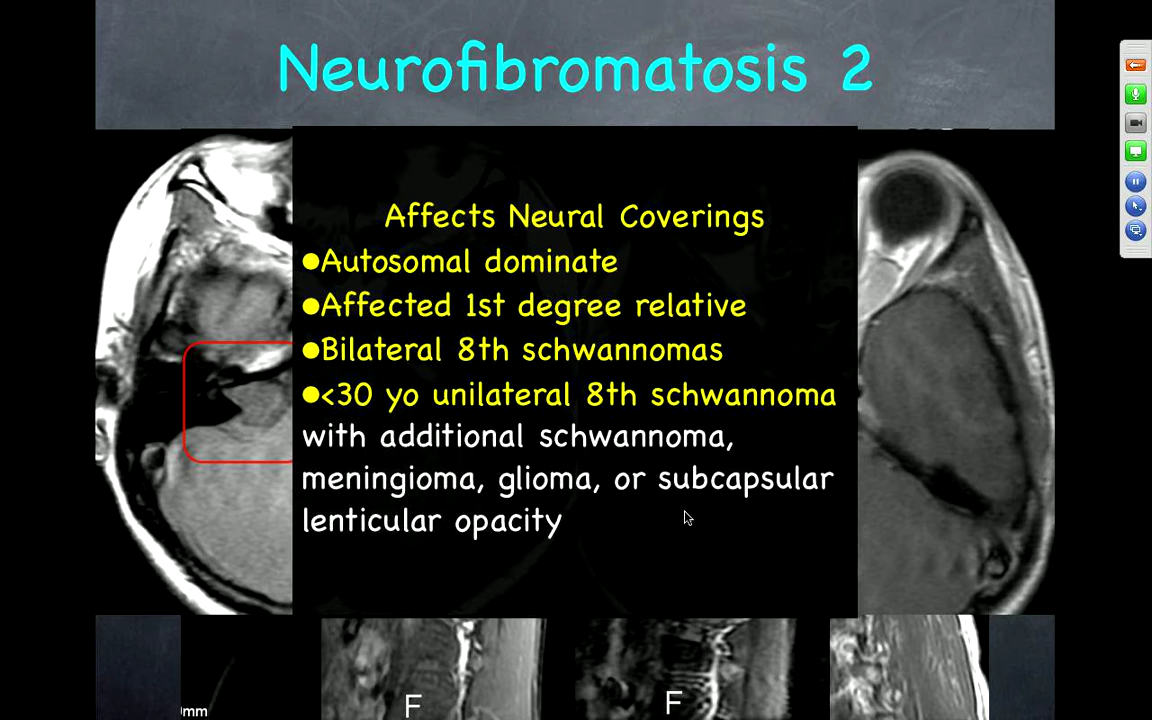 Neurofibromatosis 2
Affects Neural Coverings
●Autosomal dominate
●Affected 1st degree relative
●Bilateral 8th schwannomas
●<30 yo unilateral 8th schwannoma
with additional schwannoma,
meningioma, glioma, or subcapsular
lenticular opacity
mm
F
F